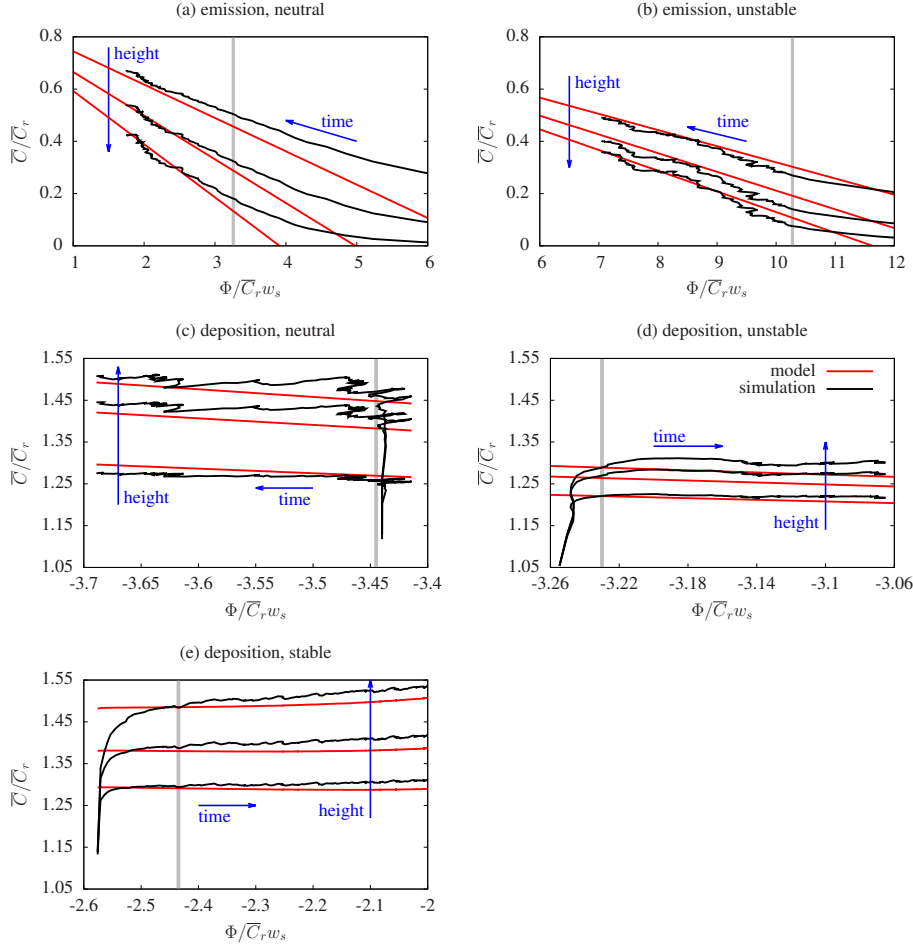 (a) emission, neutral
0.8
0.6
0.4
0.2
0
C̅/C̅r
height
time
1 2 3 4 5 6
Φ/C̅rws
(b) emission, unstable
0.8
0.6
0.4
0.2
0
C̅/C̅r
height
time
6 7 8 9 10 11 12
Φ/C̅rws
(c) deposition, neutral
1.55
1.45
1.35
1.25
1.15
1.05
C̅/C̅r
height
time
-3.7 -3.65 -3.6 -3.55 -3.5 -3.45 -3.4
Φ/C̅rws
(d) deposition, unstable
1.55
1.45
1.35
1.25
1.15
1.05
C̅/C̅r
model
simulation
time
height
-3.26 -3.22 -3.18 -3.14 -3.1 -3.06
Φ/C̅rws
(e) deposition, stable
1.55
1.45
1.35
1.25
1.15
1.05
C̅/C̅r
time
height
-2.6 -2.5 -2.4 -2.3 -2.2 -2.1 -2
Φ/C̅rws